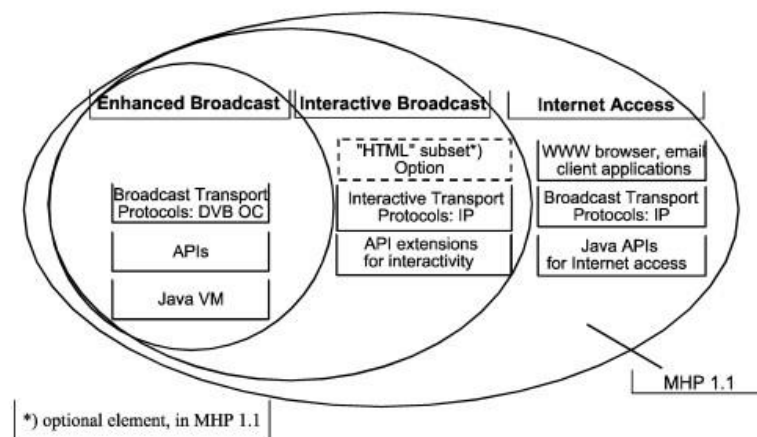 Enhanced Broadcast
Interactive Broadcast
Internet Access
"HTML" subset*)
Option
WWW browser, email
client applications
Broadcast Transport
Protocols: DVB OC
Interactive Transport
Protocols: IP
Broadcast Transport
Protocols: IP
APIs
API extensions
for interactivity
Java APIs
for Internet access
Java VM
MHP 1.1
*) optional element, in MHP 1.1